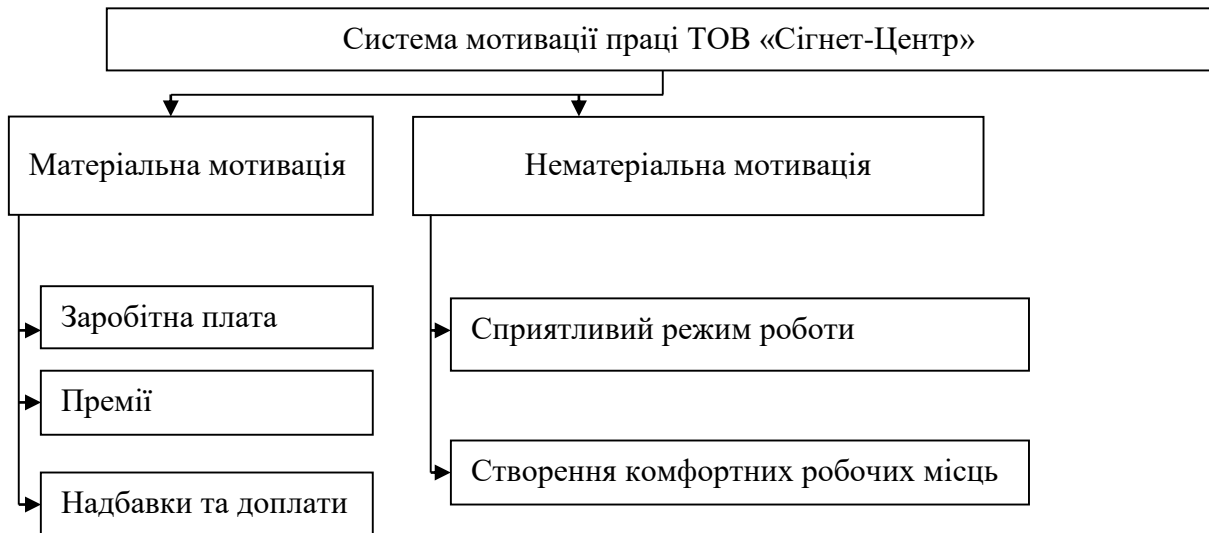 Система мотивації праці ТОВ «Сігнет-Центр»
Матеріальна мотивація
Нематеріальна мотивація
Заробітна плата
Премії
Надбавки та доплати
Сприятливий режим роботи
Створення комфортних робочих місць